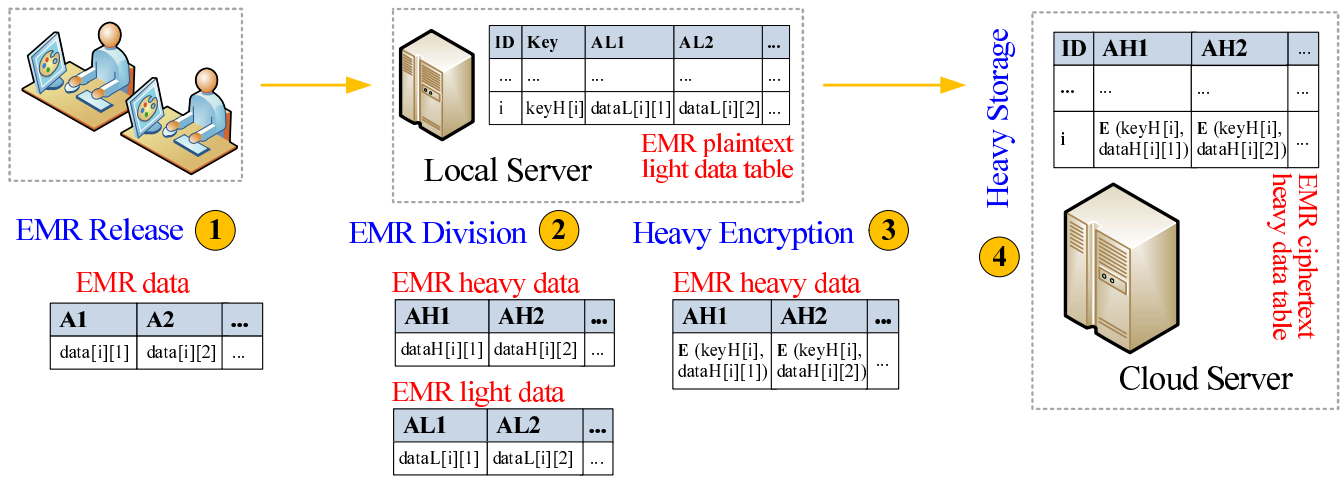 ID Key AL1 AL2 ...
... ... ... ... ...
i keyH[i] dataL[i][1] dataL[i][2] ...
EMR plaintext
light data table
Local Server
Heavy Storage
4
ID AH1 AH2 ...
... ... ... ...
i E (keyH[i], dataH[i][1]) E (keyH[i], dataH[i][2]) ...
EMR ciphertext
heavy data table
Cloud Server
EMR Release 1
EMR data
A1 A2 ...
data[i][1] data[i][2] ...
EMR Division 2
EMR heavy data
AH1 AH2 ...
dataH[i][1] dataH[i][2] ...
EMR light data
AL1 AL2 ...
dataL[i][1] dataL[i][2] ...
Heavy Encryption 3
EMR heavy data
AH1 AH2 ...
E (keyH[i], dataH[i][1]) E (keyH[i], dataH[i][2]) ...